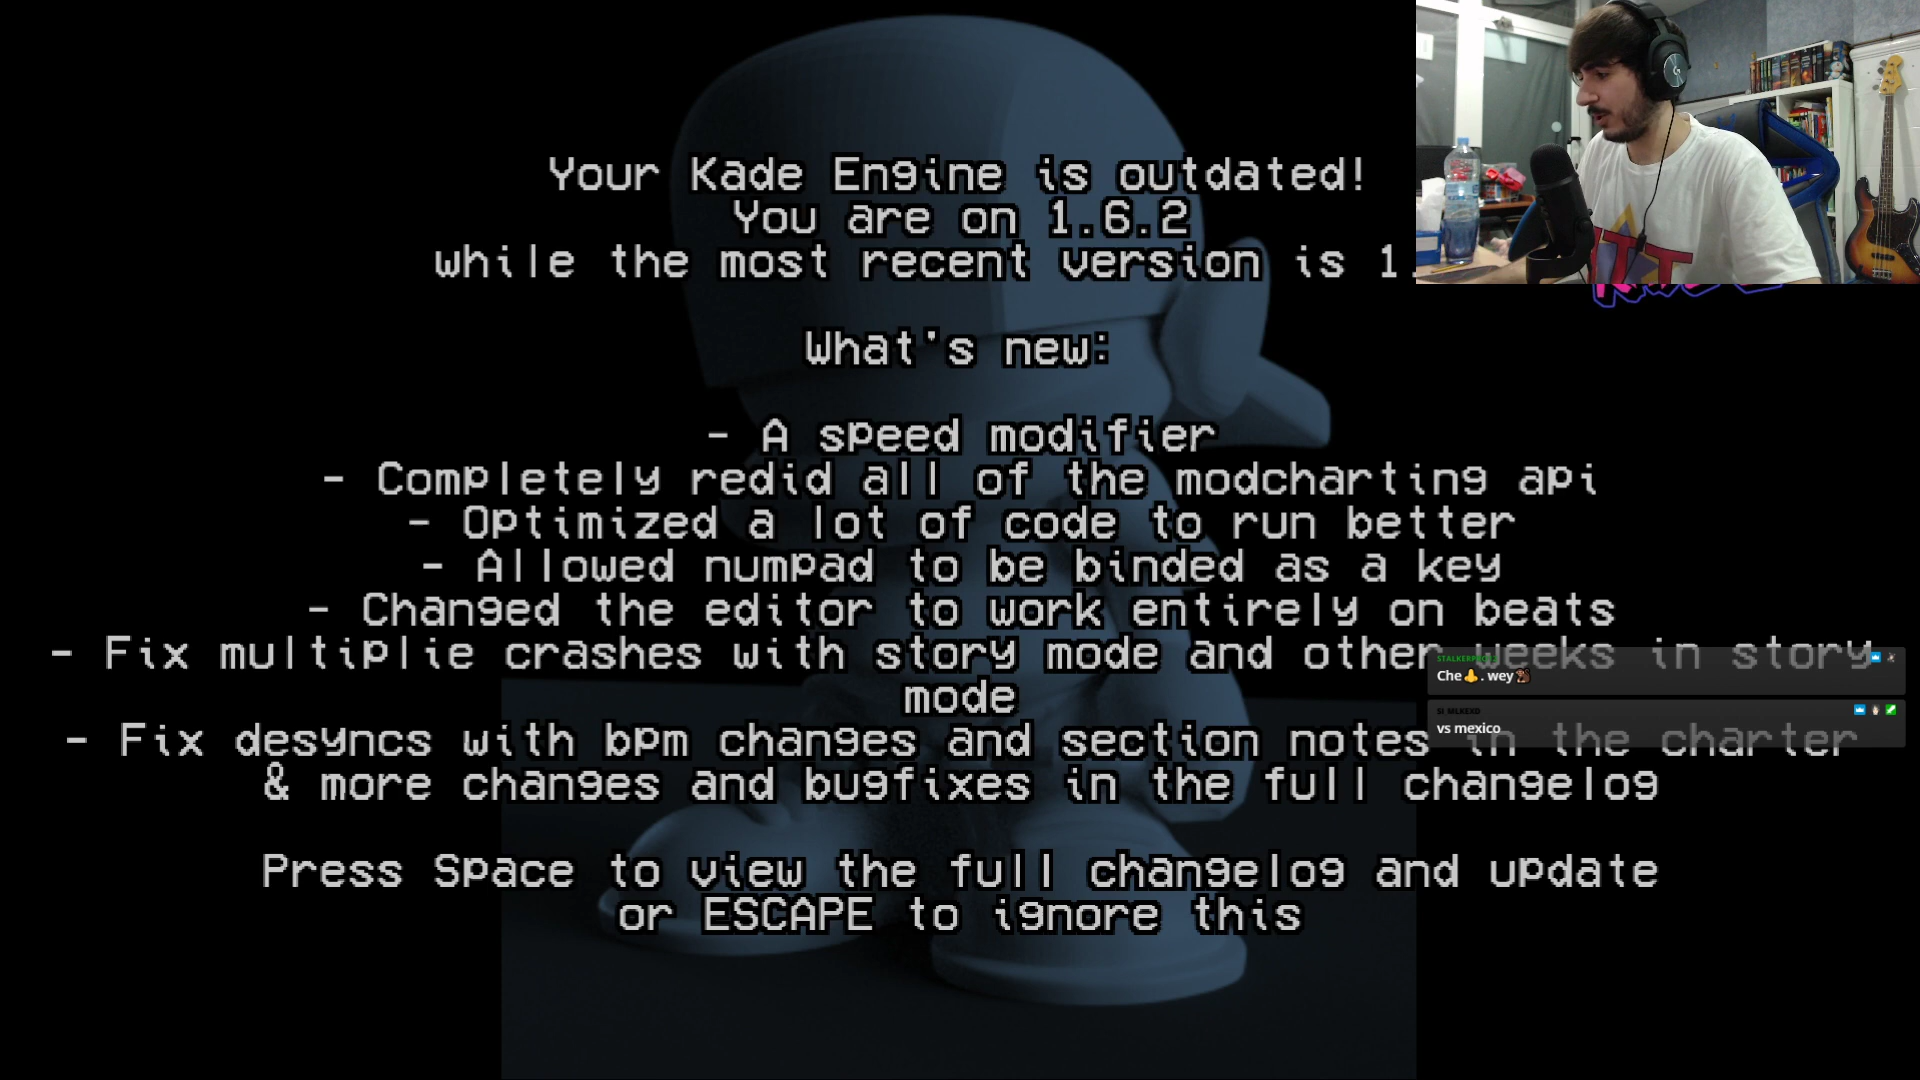 Your Kade Engine is outdated!
You are on 1.6.2
while the most recent version is 1.
What's new:
- A speed modifier
- Completely redid all of the modcharting api
- Optimized a lot of code to run better
- Allowed numpad to be binded as a key
- Changed the editor to work entirely on beats
- Fix multiplie crashes with story mode and other weeks in story
mode
- Fix desyncs with bpm changes and section notes in the charter
& more changes and bugfixes in the full changelog
Press Space to view the full changelog and update
or ESCAPE to ignore this
Che👃. wey
vs mexico